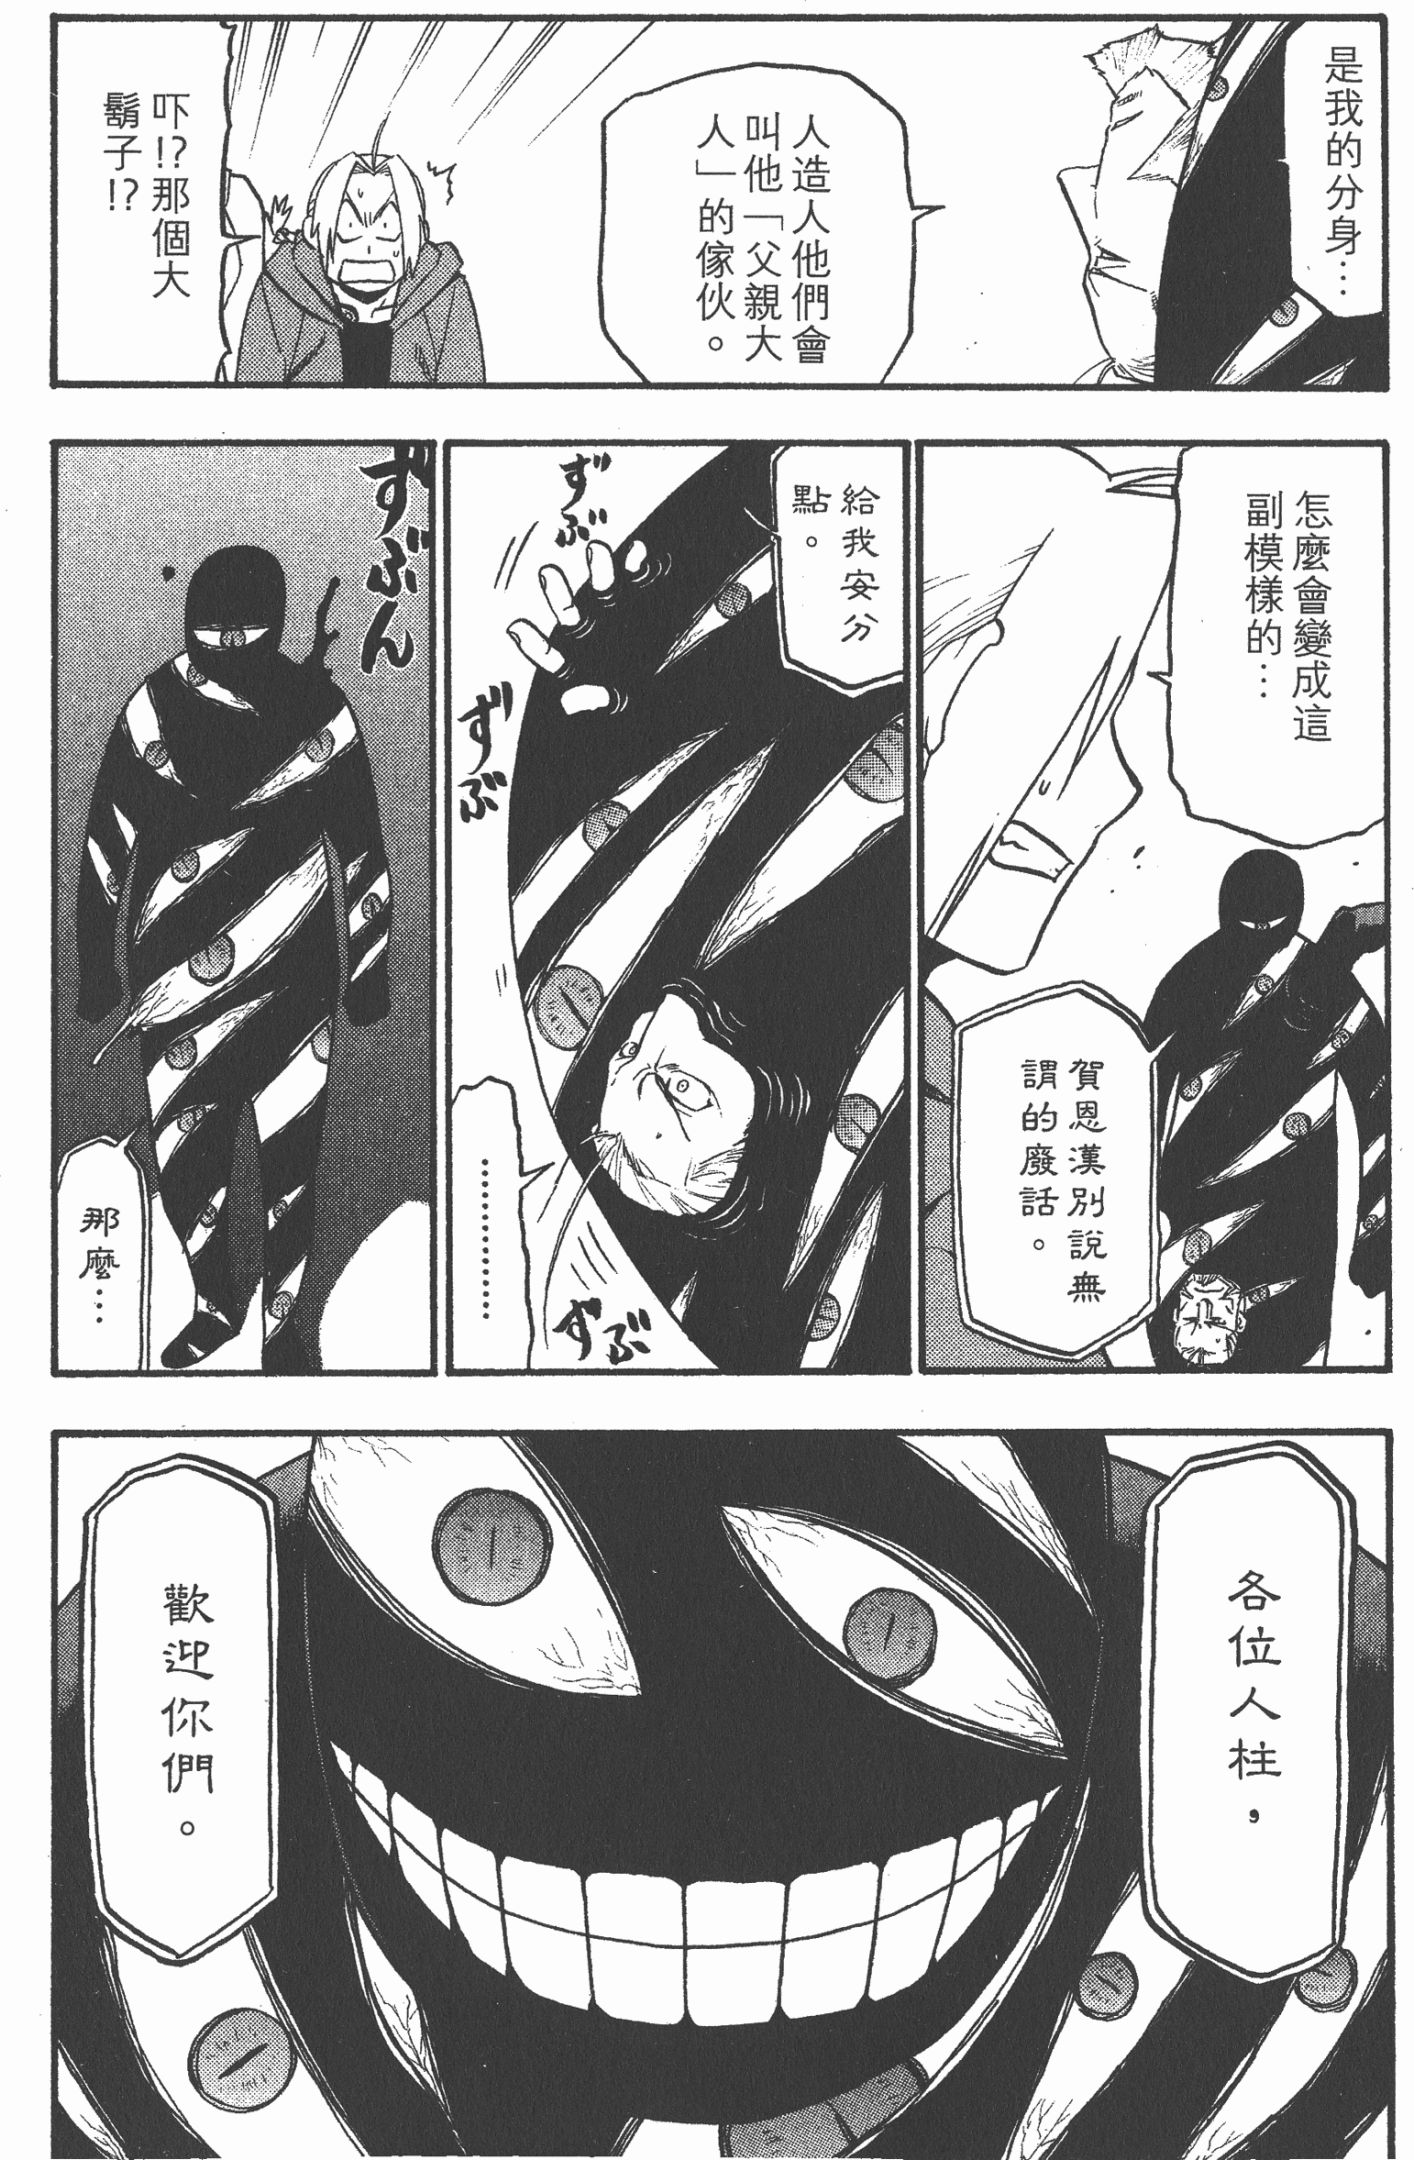 是我的分身…
人造人他們會
叫他「父親大
人」的傢伙。
吓!?那個大
鬍子!?
怎麼會變成這
副模樣的…
賀恩漢別說無
謂的廢話。
給我安分
點。
ずぶ
ずぶ
…………
ずぶ
ずぶん
那麼…
各位人柱，
歡迎你們。